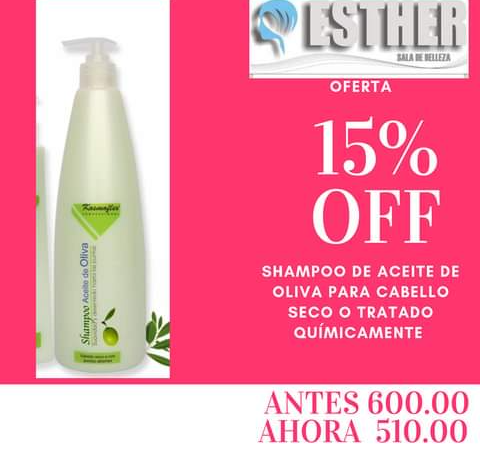 ESTHER
SALA DE BELLEZA
OFERTA
15%
OFF
SHAMPOO DE ACEITE DE
OLIVA PARA CABELLO
SECO O TRATADO
QUÍMICAMENTE
Kosmoflex
Shampoo Aceite de Oliva
ANTES 600.00
AHORA 510.00